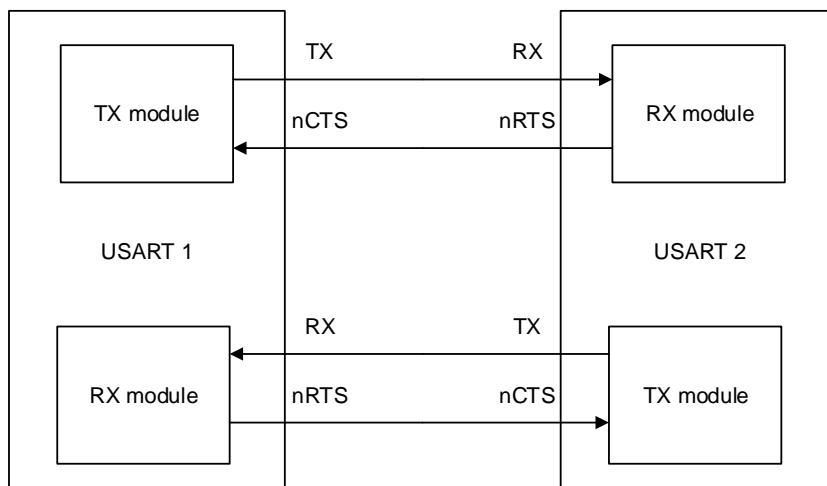 TX RX
TX module
nCTS nRTS
RX module
USART 1 USART 2
RX TX
RX module
nRTS nCTS
TX module